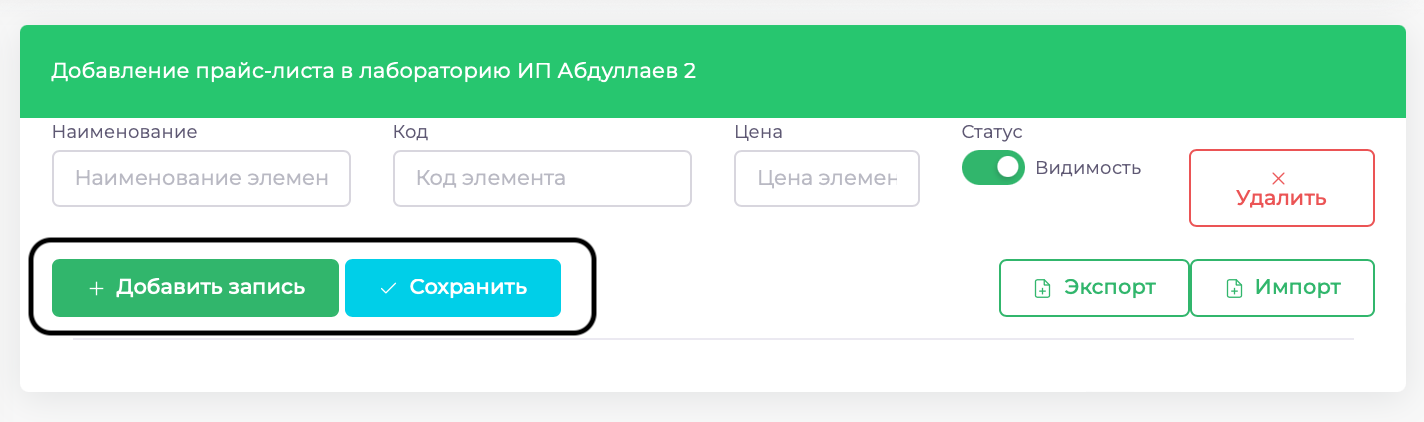 Добавление прайс-листа в лабораторию ИП Абдуллаев 2
Наименование Код Цена Статус
Наименование элемен Код элемента Цена элемен Видимость
Удалить
Добавить запись Сохранить Экспорт Импорт